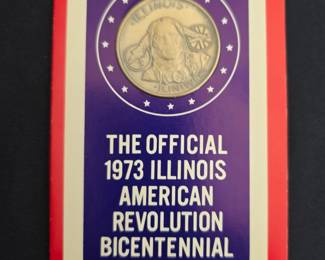 ILLINOIS
THE OFFICIAL
1973 ILLINOIS
AMERICAN
REVOLUTION
BICENTENNIAL